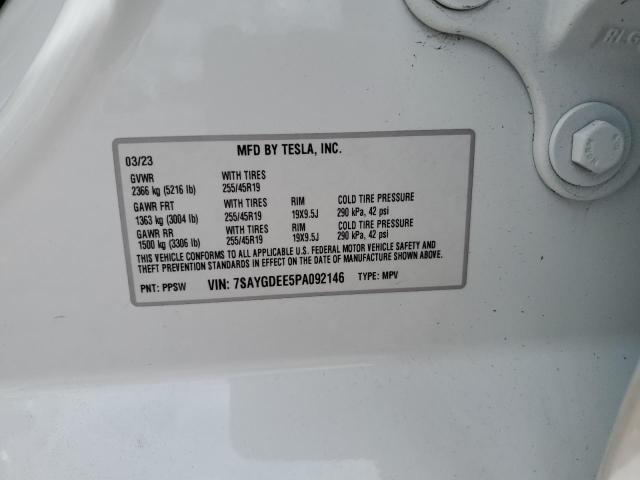 MFD BY TESLA, INC.
03/23
GVWR WITH TIRES
2366 kg (5216 lb) 255/45R19
GAWR FRT WITH TIRES RIM COLD TIRE PRESSURE
1363 kg (3004 lb) 255/45R19 19X9.5J 290 kPa, 42 psi
GAWR RR WITH TIRES RIM COLD TIRE PRESSURE
1500 kg (3306 lb) 255/45R19 19X9.5J 290 kPa, 42 psi
THIS VEHICLE CONFORMS TO ALL APPLICABLE U.S. FEDERAL MOTOR VEHICLE SAFETY AND
THEFT PREVENTION STANDARDS IN EFFECT ON THE DATE OF MANUFACTURE SHOWN ABOVE.
PNT: PPSW VIN: 7SAYGDEE5PA092146 TYPE: MPV